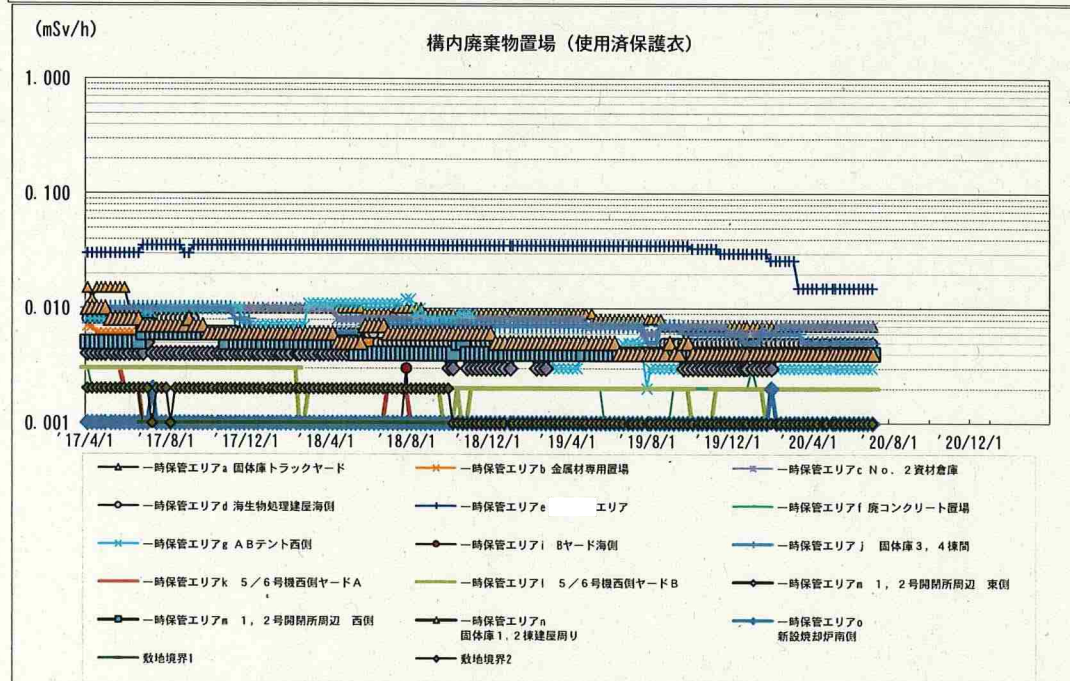 (mSv/h)
構内廃棄物置場（使用済保護衣）
1.000
0.100
0.010
0.001
'17/4/1 '17/8/1 '17/12/1 '18/4/1 '18/8/1 '18/12/1 '19/4/1 '19/8/1 '19/12/1 '20/4/1 '20/8/1 '20/12/1
一時保管エリアa 固体庫トラックヤード
一時保管エリアb 金属材専用置場
一時保管エリアc No．2資材倉庫
一時保管エリアd 海生物処理建屋海側
一時保管エリアe エリア
一時保管エリアf 廃コンクリート置場
一時保管エリアg ABテント西側
一時保管エリアi Bヤード海側
一時保管エリアj 固体庫3，4棟間
一時保管エリアk 5／6号機西側ヤードA
一時保管エリアl 5／6号機西側ヤードB
一時保管エリアm 1，2号開閉所周辺 東側
一時保管エリアm 1，2号開閉所周辺 西側
一時保管エリアn
固体庫1，2棟建屋周り
一時保管エリアo
新設焼却炉南側
敷地境界1
敷地境界2